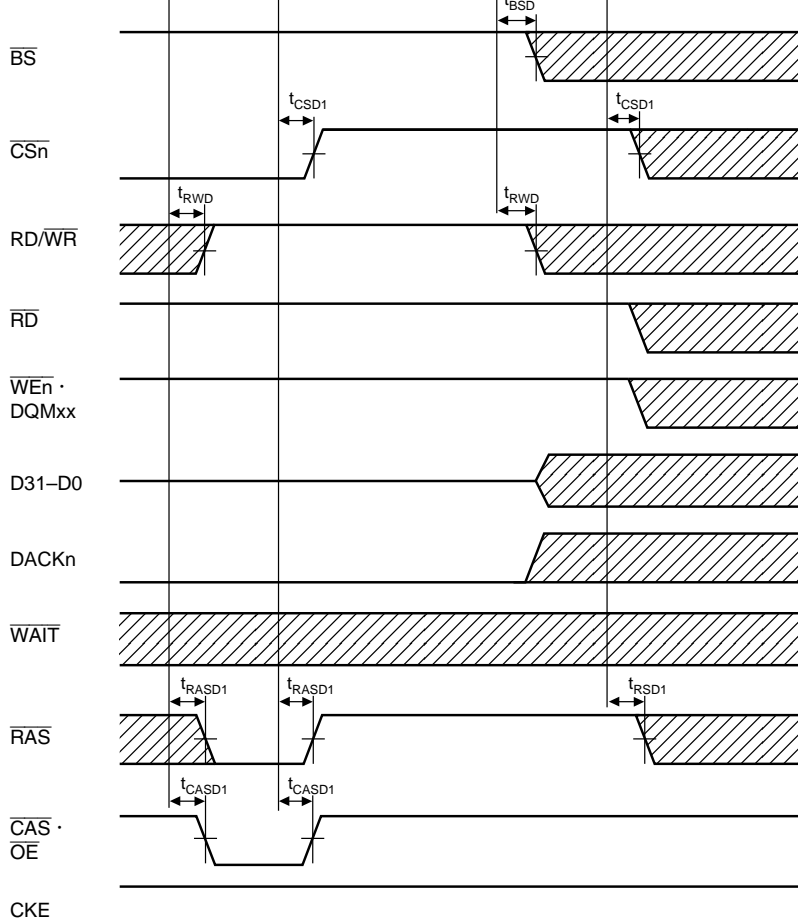 tBSD
BS
tCSD1 tCSD1
CSn
tRWD tRWD
RD/WR
RD
WEn ·
DQMxx
D31–D0
DACKn
WAIT
tRASD1 tRASD1 tRSD1
RAS
tCASD1 tCASD1
CAS ·
OE
CKE